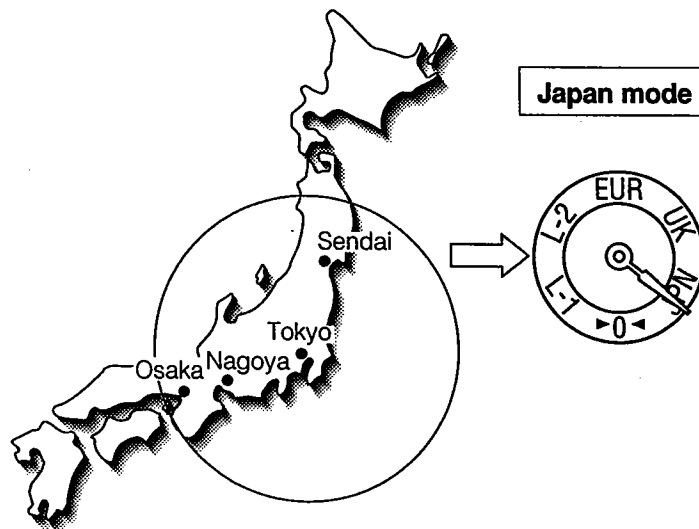 Japan mode
Sendai
Tokyo
Nagoya
Osaka
EUR
UK
JPN
►0◄
L-1
L-2